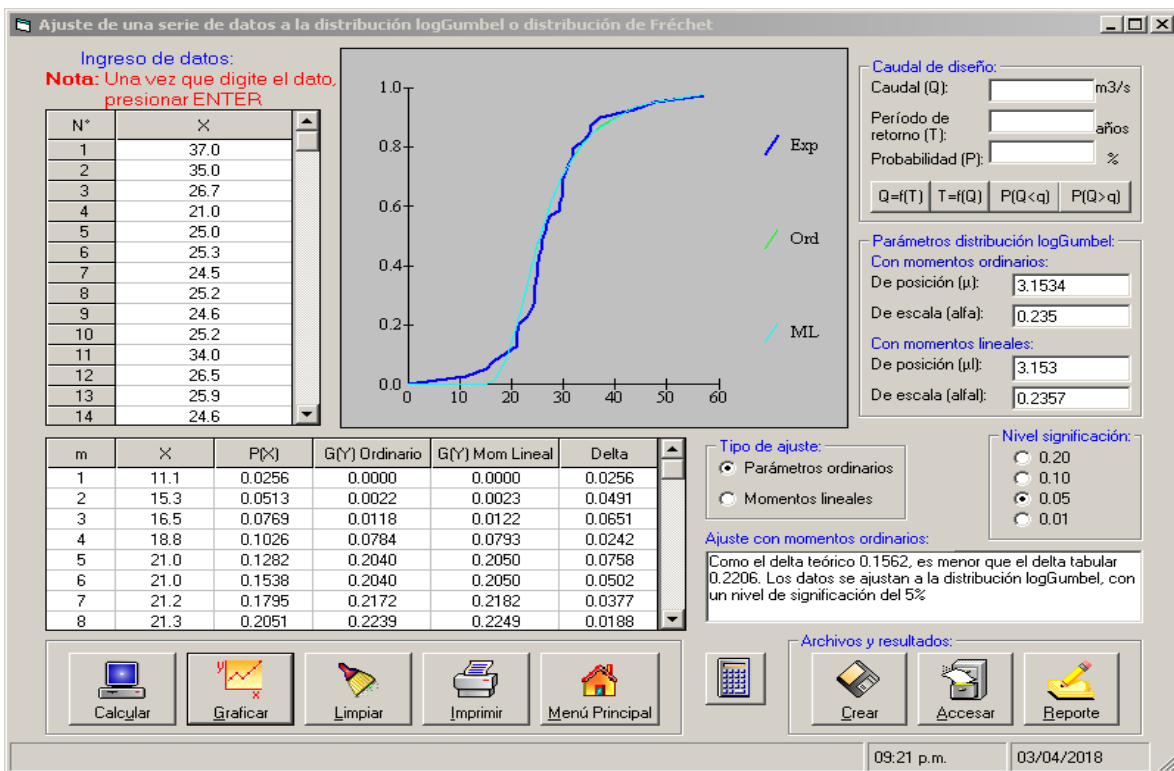 Ajuste de una serie de datos a la distribución logGumbel o distribución de Fréchet
Ingreso de datos:
Nota: Una vez que digite el dato,
presionar ENTER
N° X
1 37.0
2 35.0
3 26.7
4 21.0
5 25.0
6 25.3
7 24.5
8 25.2
9 24.6
10 25.2
11 34.0
12 26.5
13 25.9
14 24.6
1.0
0.8
0.6
0.4
0.2
0.0
0 10 20 30 40 50 60
Exp
Ord
ML
Caudal de diseño:
Caudal (Q): m3/s
Período de
retorno (T): años
Probabilidad (P): %
Q=f(T) T=f(Q) P(Q<q) P(Q>q)
Parámetros distribución logGumbel:
Con momentos ordinarios:
De posición (µ): 3.1534
De escala (alfa): 0.235
Con momentos lineales:
De posición (µl): 3.153
De escala (alfal): 0.2357
m X P(X) G(Y) Ordinario G(Y) Mom Lineal Delta
1 11.1 0.0256 0.0000 0.0000 0.0256
2 15.3 0.0513 0.0022 0.0023 0.0491
3 16.5 0.0769 0.0118 0.0122 0.0651
4 18.8 0.1026 0.0784 0.0793 0.0242
5 21.0 0.1282 0.2040 0.2050 0.0758
6 21.0 0.1538 0.2040 0.2050 0.0502
7 21.2 0.1795 0.2172 0.2182 0.0377
8 21.3 0.2051 0.2239 0.2249 0.0188
Tipo de ajuste:
Parámetros ordinarios
Momentos lineales
Nivel significación:
0.20
0.10
0.05
0.01
Ajuste con momentos ordinarios:
Como el delta teórico 0.1562, es menor que el delta tabular
0.2206. Los datos se ajustan a la distribución logGumbel, con
un nivel de significación del 5%
Calcular Graficar Limpiar Imprimir Menú Principal
Archivos y resultados:
Crear Accesar Reporte
09:21 p.m. 03/04/2018